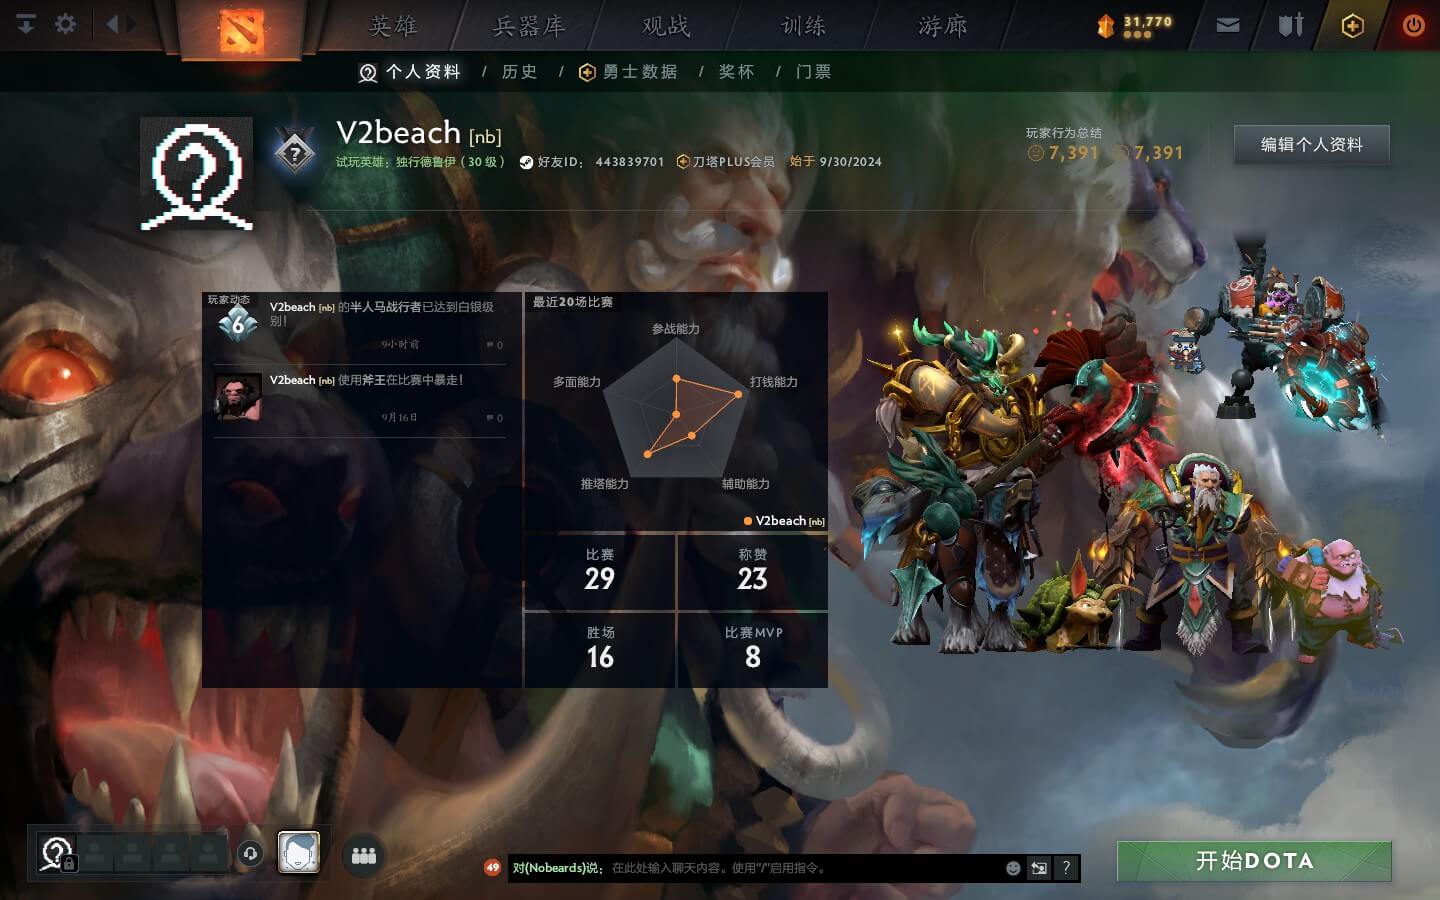 英雄
兵器库
观战
训练
游廊
31,770
个人资料 / 历史 / 勇士数据 / 奖杯 / 门票
V2beach [nb]
试玩英雄：独行德鲁伊（30 级） 好友ID： 443839701 刀塔PLUS会员 始于 9/30/2024
玩家行为总结
7,391 7,391
编辑个人资料
玩家动态
6
V2beach [nb] 的半人马战行者已达到白银级别！
9小时前
0
V2beach [nb] 使用斧王在比赛中暴走！
9月16日
0
最近20场比赛
参战能力
多面能力
打钱能力
推塔能力
辅助能力
V2beach [nb]
比赛
29
称赞
23
胜场
16
比赛MVP
8
49
对(Nobeards)说： 在此处输入聊天内容。使用“/”启用指令。
?
开始DOTA